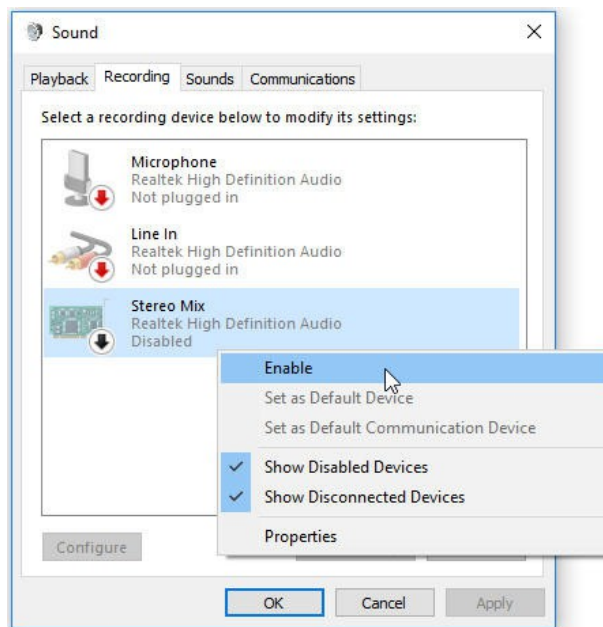 Sound
Playback Recording Sounds Communications
Select a recording device below to modify its settings:
Microphone
Realtek High Definition Audio
Not plugged in
Line In
Realtek High Definition Audio
Not plugged in
Stereo Mix
Realtek High Definition Audio
Disabled
Enable
Set as Default Device
Set as Default Communication Device
Show Disabled Devices
Show Disconnected Devices
Properties
Configure
OK Cancel Apply